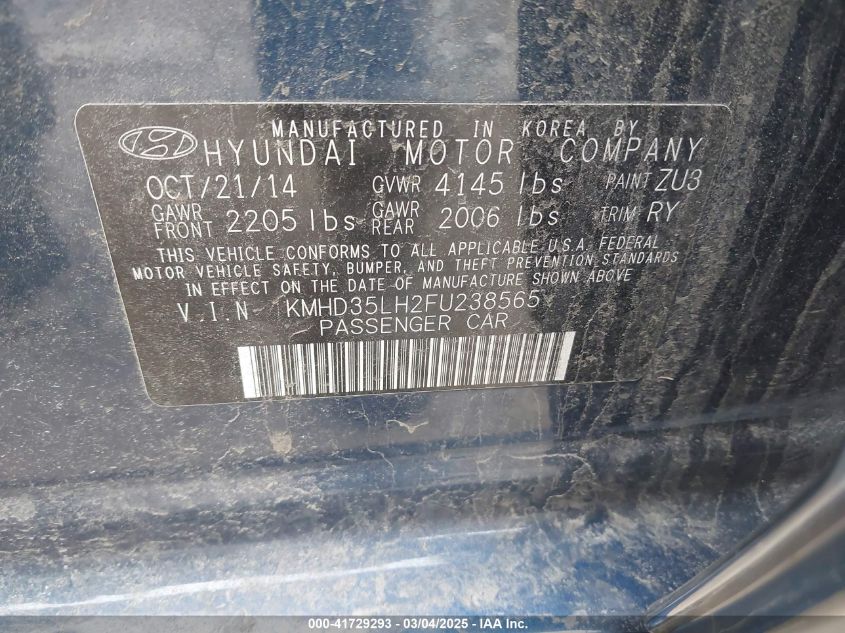 MANUFACTURED IN KOREA BY
HYUNDAI MOTOR COMPANY
OCT/21/14 GVWR 4145 lbs PAINT ZU3
GAWR FRONT 2205 lbs GAWR REAR 2006 lbs TRIM RY
THIS VEHICLE CONFORMS TO ALL APPLICABLE U.S.A. FEDERAL
MOTOR VEHICLE SAFETY, BUMPER, AND THEFT PREVENTION STANDARDS
IN EFFECT ON THE DATE OF MANUFACTURE SHOWN ABOVE
V.I.N KMHD35LH2FU238565
PASSENGER CAR
000-41729293 - 03/04/2025 - IAA Inc.